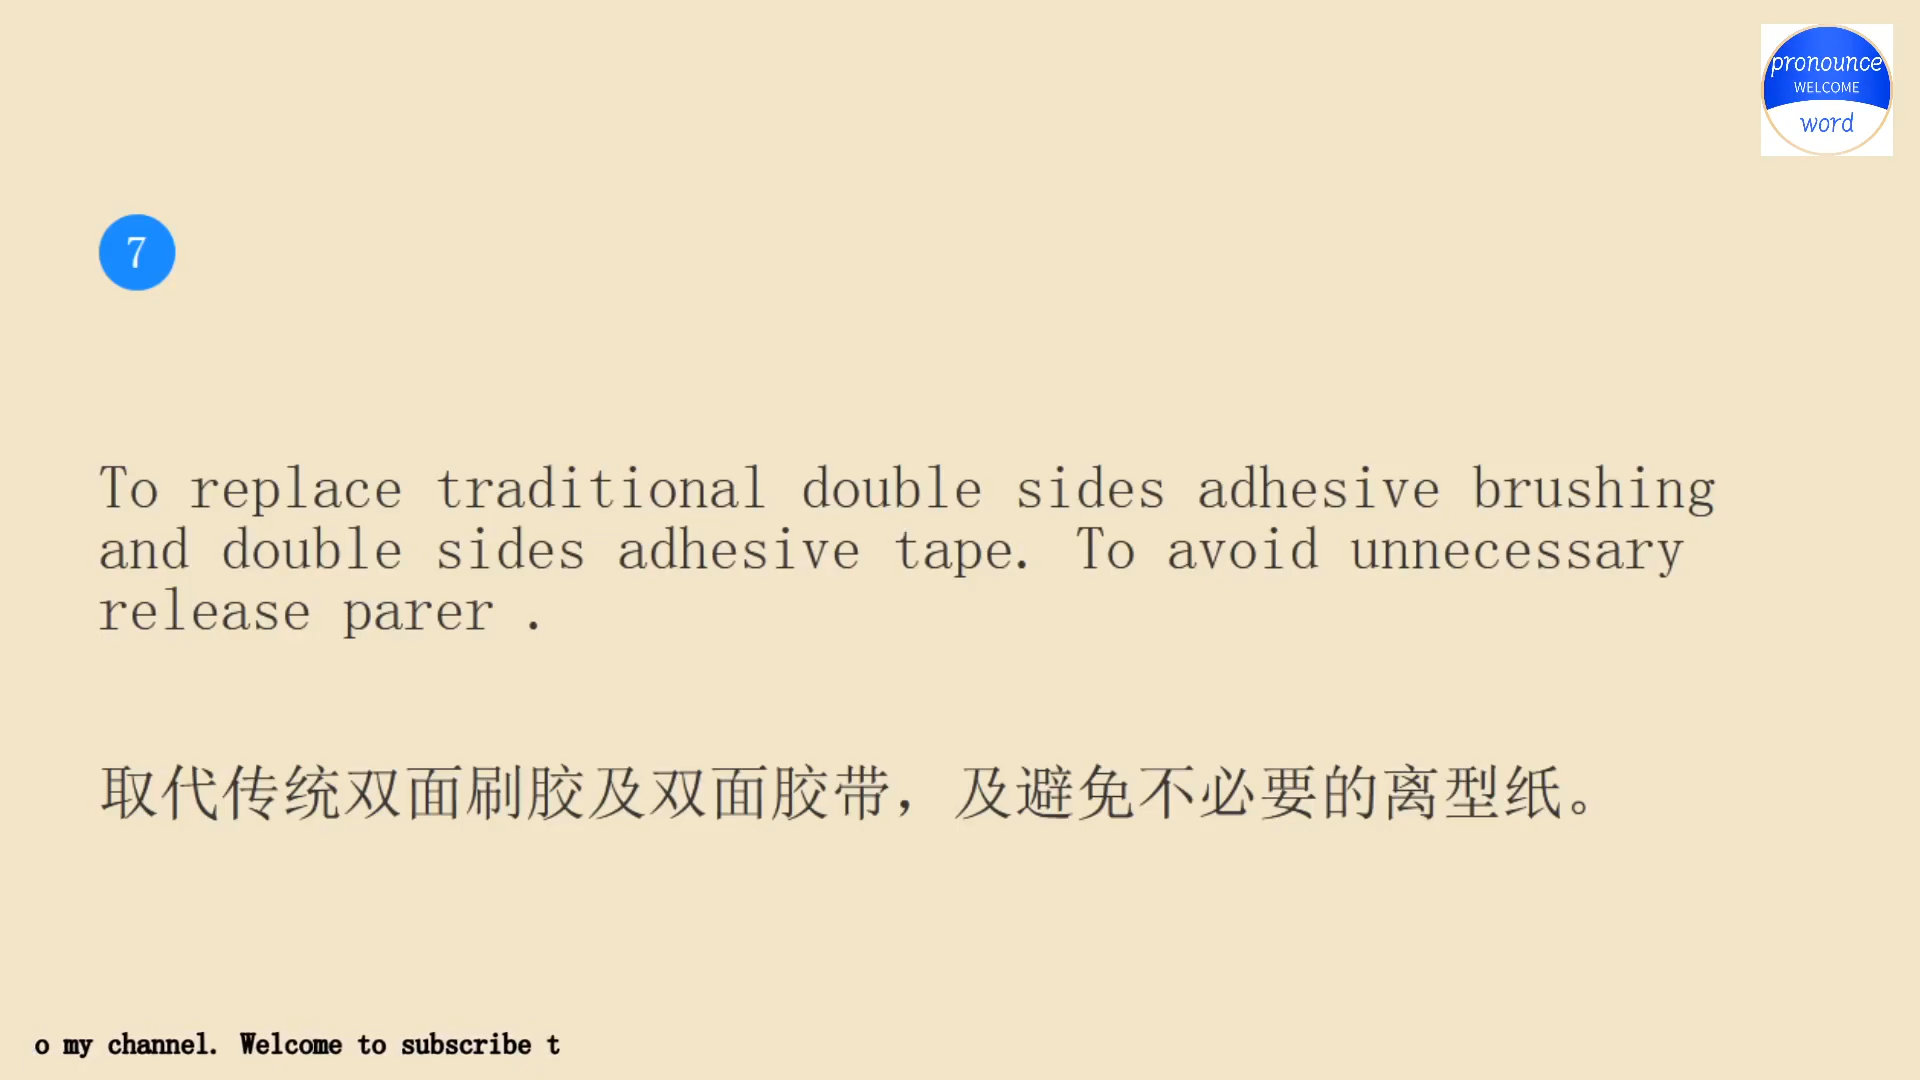 pronounce
WELCOME
word
7
To replace traditional double sides adhesive brushing
and double sides adhesive tape. To avoid unnecessary
release parer .
取代传统双面刷胶及双面胶带，及避免不必要的离型纸。
o my channel. Welcome to subscribe t